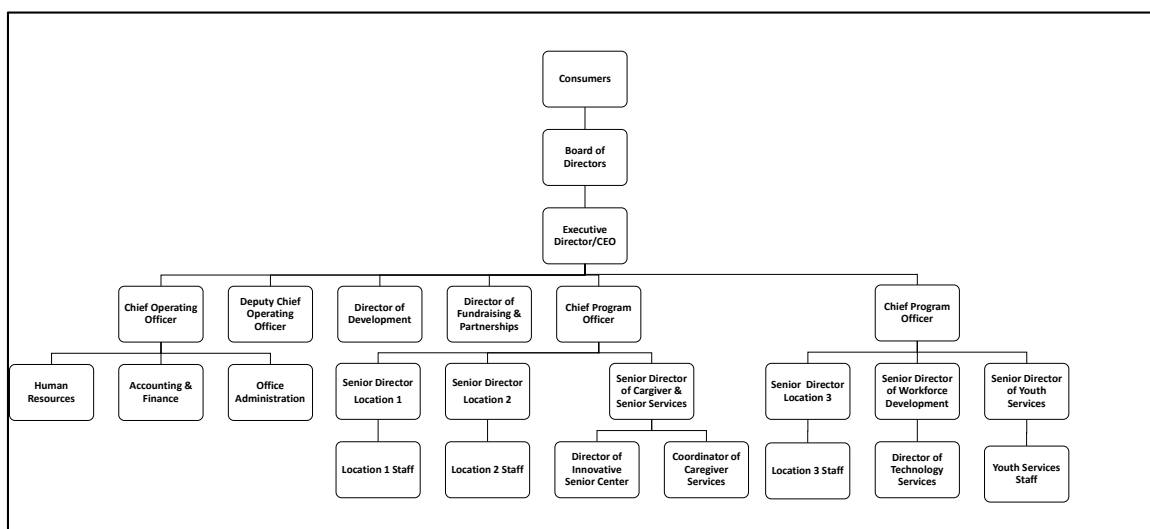 Consumers
Board of
Directors
Executive
Director/CEO
Chief Operating
Officer
Deputy Chief
Operating
Officer
Director of
Development
Director of
Fundraising &
Partnerships
Chief Program
Officer
Chief Program
Officer
Human
Resources
Accounting &
Finance
Office
Administration
Senior Director
Location 1
Senior Director
Location 2
Senior Director
of Cargiver &
Senior Services
Senior Director
Location 3
Senior Director
of Workforce
Development
Senior Director
of Youth
Services
Location 1 Staff
Location 2 Staff
Director of
Innovative
Senior Center
Coordinator of
Caregiver
Services
Location 3 Staff
Director of
Technology
Services
Youth Services
Staff